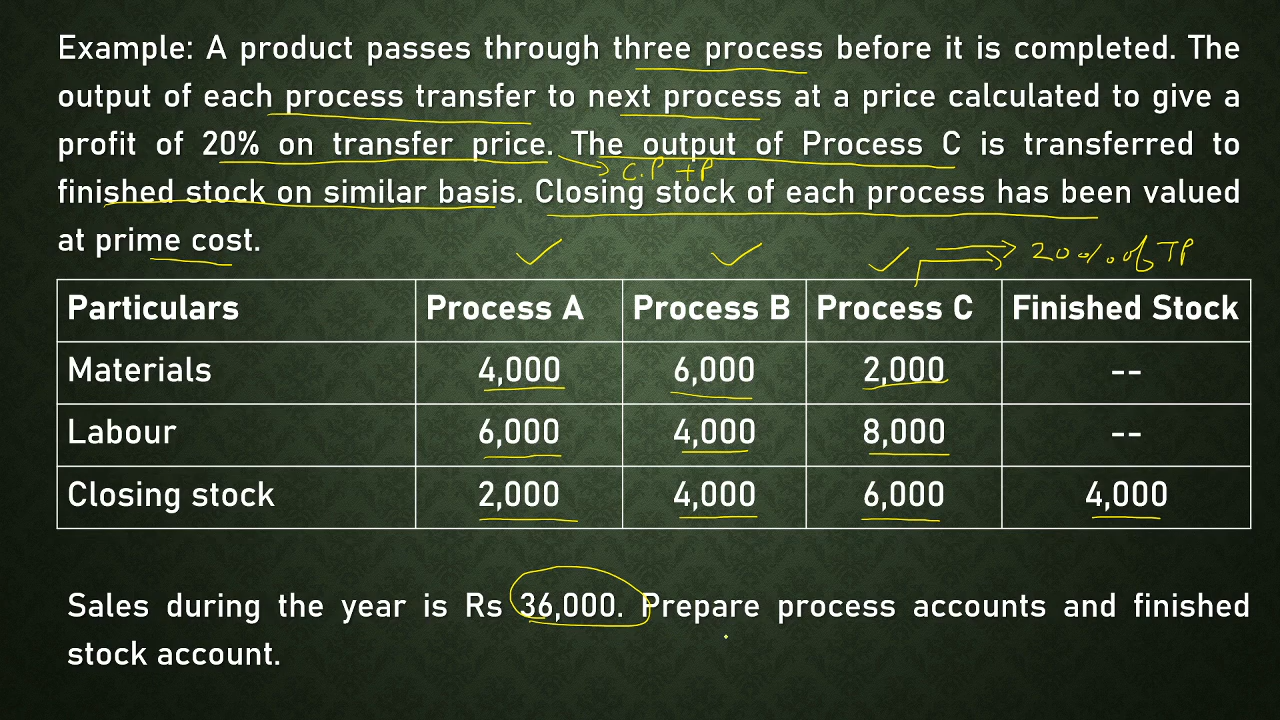 Example: A product passes through three process before it is completed. The
output of each process transfer to next process at a price calculated to give a
profit of 20% on transfer price. The output of Process C is transferred to
C.P + P
finished stock on similar basis. Closing stock of each process has been valued
at prime cost.
20%.of TP
Particulars Process A Process B Process C Finished Stock
Materials 4,000 6,000 2,000 --
Labour 6,000 4,000 8,000 --
Closing stock 2,000 4,000 6,000 4,000
Sales during the year is Rs 36,000. Prepare process accounts and finished
stock account.